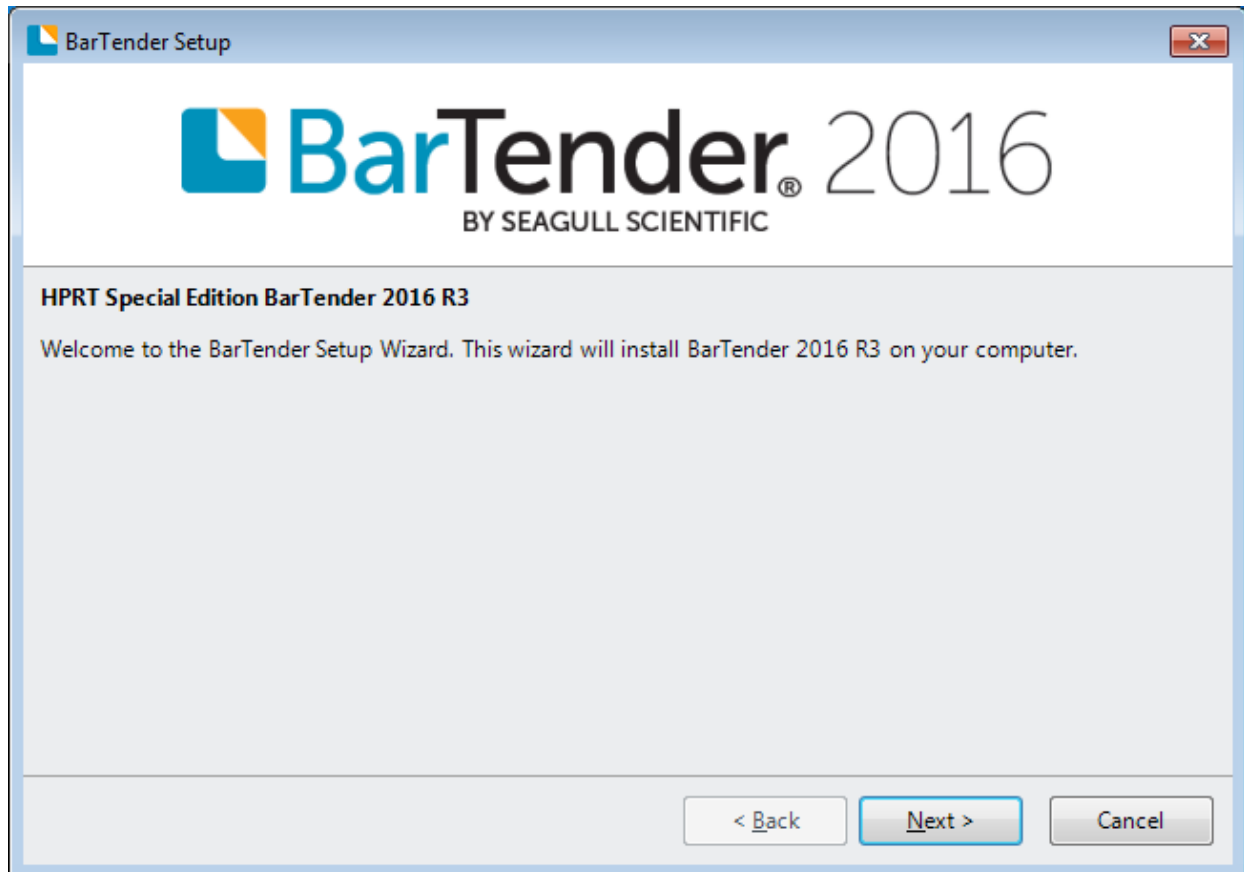 BarTender Setup
BarTender® 2016
BY SEAGULL SCIENTIFIC
HPRT Special Edition BarTender 2016 R3
Welcome to the BarTender Setup Wizard. This wizard will install BarTender 2016 R3 on your computer.
< Back Next > Cancel